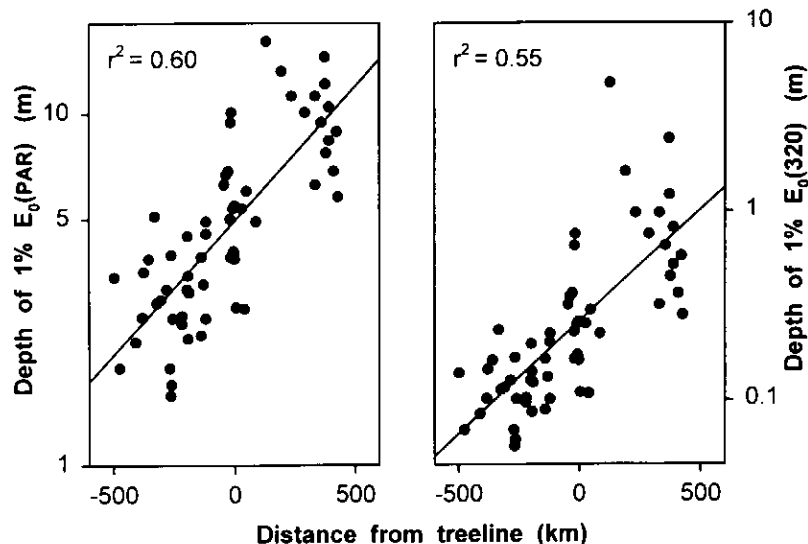 r² = 0.60
Depth of 1% E₀(PAR) (m)
10
5
1
-500
0
500
r² = 0.55
Depth of 1% E₀(320) (m)
10
1
0.1
-500
0
500
Distance from treeline (km)